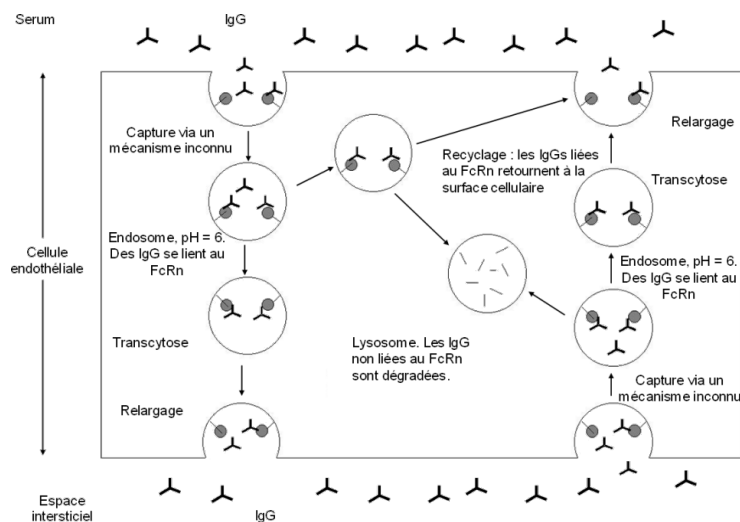 Serum
IgG
Capture via un
mécanisme inconnu
Relargage
Recyclage : les IgGs liées
au FcRn retournent à la
surface cellulaire
Transcytose
Cellule
endothéliale
Endosome, pH = 6.
Des IgG se lient au
FcRn
Endosome, pH = 6.
Des IgG se lient au
FcRn
Transcytose
Lysosome. Les IgG
non liées au FcRn
sont dégradées.
Capture via un
mécanisme inconnu
Relargage
Espace
intersticiel
IgG